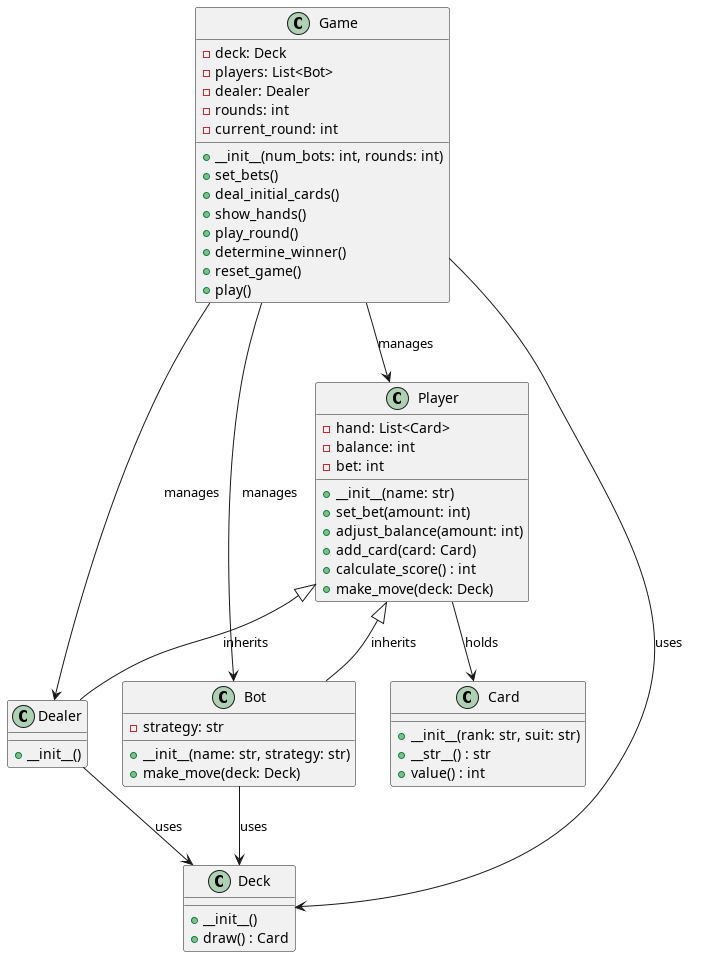 C Game
deck: Deck
players: List<Bot>
dealer: Dealer
rounds: int
current_round: int
__init__(num_bots: int, rounds: int)
set_bets()
deal_initial_cards()
show_hands()
play_round()
determine_winner()
reset_game()
play()
manages
C Player
hand: List<Card>
balance: int
bet: int
__init__(name: str)
set_bet(amount: int)
adjust_balance(amount: int)
add_card(card: Card)
calculate_score() : int
make_move(deck: Deck)
manages
manages
inherits
inherits
holds
uses
C Dealer
__init__()
C Bot
strategy: str
__init__(name: str, strategy: str)
make_move(deck: Deck)
C Card
__init__(rank: str, suit: str)
__str__() : str
value() : int
uses
uses
C Deck
__init__()
draw() : Card